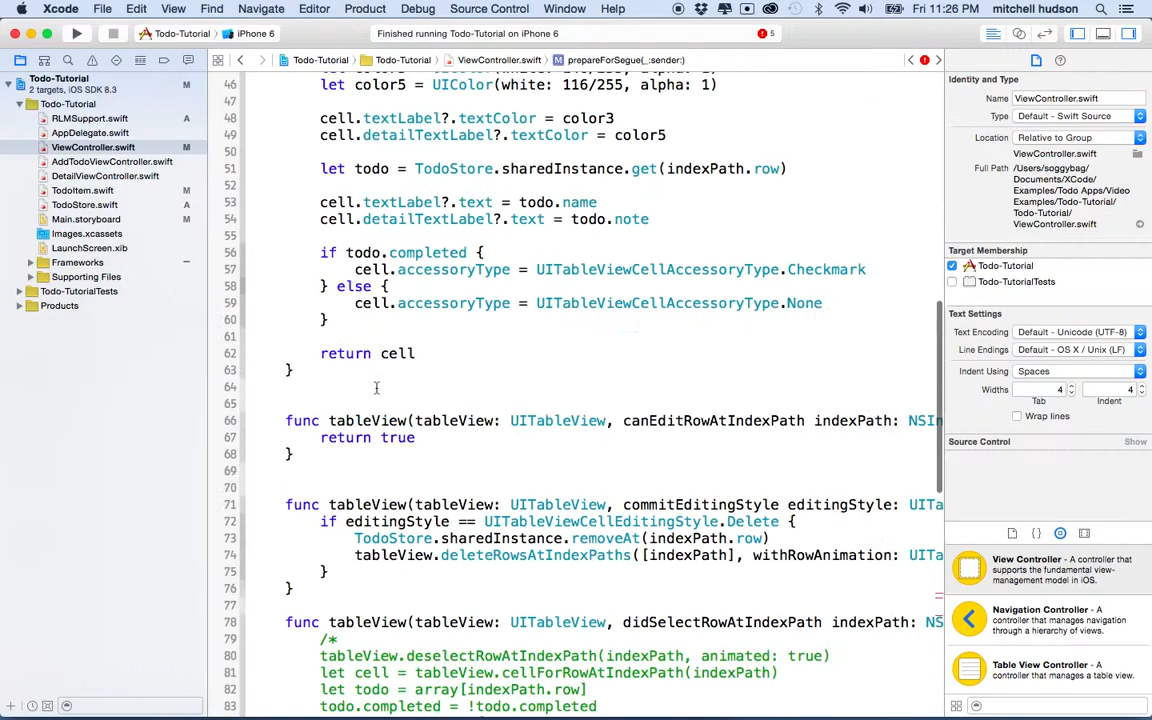 Xcode File Edit View Find Navigate Editor Product Debug Source Control Window Help Fri 11:26 PM mitchell hudson
Todo-Tutorial iPhone 6 Finished running Todo-Tutorial on iPhone 6 5
Todo-Tutorial Todo-Tutorial ViewController.swift prepareForSegue(_:sender:)
Todo-Tutorial M
2 targets, iOS SDK 8.3
Todo-Tutorial
RLMSupport.swift A
AppDelegate.swift
ViewController.swift M
AddTodoViewController.swift
DetailViewController.swift
TodoItem.swift M
TodoStore.swift A
Main.storyboard M
Images.xcassets
LaunchScreen.xib
Frameworks
Supporting Files
Todo-TutorialTests
Products
46 let color5 = UIColor(white: 116/255, alpha: 1)
47
48 cell.textLabel?.textColor = color3
49 cell.detailTextLabel?.textColor = color5
50
51 let todo = TodoStore.sharedInstance.get(indexPath.row)
52
53 cell.textLabel?.text = todo.name
54 cell.detailTextLabel?.text = todo.note
55
56 if todo.completed {
57 cell.accessoryType = UITableViewCellAccessoryType.Checkmark
58 } else {
59 cell.accessoryType = UITableViewCellAccessoryType.None
60 }
61
62 return cell
63 }
64
65
66 func tableView(tableView: UITableView, canEditRowAtIndexPath indexPath: NSIn
67 return true
68 }
69
70
71 func tableView(tableView: UITableView, commitEditingStyle editingStyle: UITa
72 if editingStyle == UITableViewCellEditingStyle.Delete {
73 TodoStore.sharedInstance.removeAt(indexPath.row)
74 tableView.deleteRowsAtIndexPaths([indexPath], withRowAnimation: UITa
75 }
76 }
77
78 func tableView(tableView: UITableView, didSelectRowAtIndexPath indexPath: NS
79 /*
80 tableView.deselectRowAtIndexPath(indexPath, animated: true)
81 let cell = tableView.cellForRowAtIndexPath(indexPath)
82 let todo = array[indexPath.row]
83 todo.completed = !todo.completed
Identity and Type
Name ViewController.swift
Type Default - Swift Source
Location Relative to Group
ViewController.swift
Full Path /Users/soggybag/
Documents/XCode/
Examples/Todo Apps/Video
Todo-Tutorial/
Todo-Tutorial/
ViewController.swift
Target Membership
Todo-Tutorial
Todo-TutorialTests
Text Settings
Text Encoding Default - Unicode (UTF-8)
Line Endings Default - OS X / Unix (LF)
Indent Using Spaces
Widths 4 4
Tab Indent
Wrap lines
Source Control Show
View Controller - A
controller that
supports the fundamental view-
management model in iOS.
Navigation Controller - A
controller that manages navigation
through a hierarchy of views.
Table View Controller - A
controller that manages a table view.